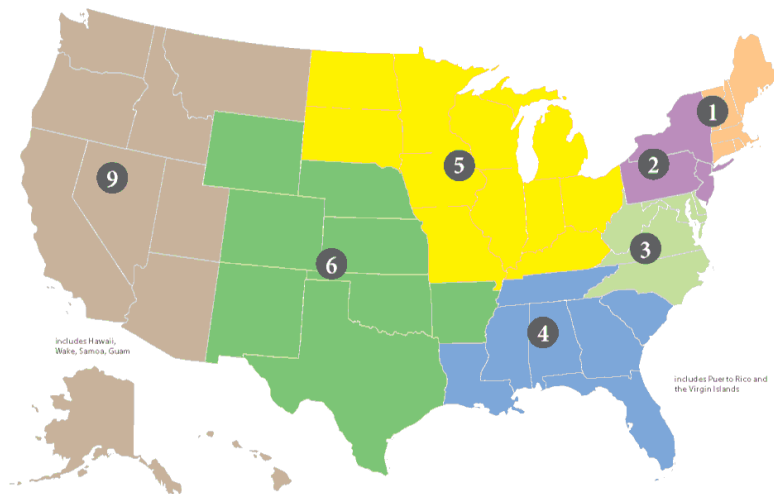 1
2
5
9
3
6
4
includes Hawaii,
Wake, Samoa, Guam
includes Puerto Rico and
the Virgin Islands